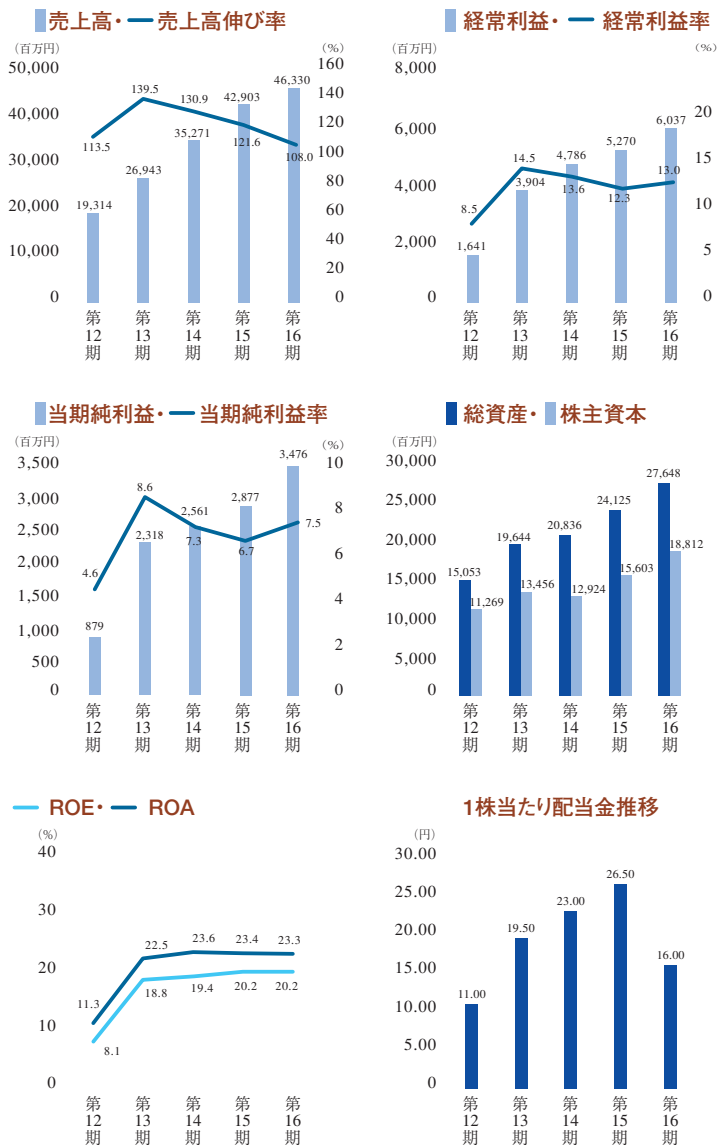 売上高・ 売上高伸び率
(百万円)
(%)
50,000
40,000
30,000
20,000
10,000
0
160
140
120
100
80
60
40
20
0
113.5
139.5
130.9
121.6
108.0
19,314
26,943
35,271
42,903
46,330
第12期
第13期
第14期
第15期
第16期
経常利益・ 経常利益率
(百万円)
(%)
8,000
6,000
4,000
2,000
0
20
15
10
5
0
8.5
14.5
13.6
12.3
13.0
1,641
3,904
4,786
5,270
6,037
第12期
第13期
第14期
第15期
第16期
当期純利益・ 当期純利益率
(百万円)
(%)
3,500
3,000
2,500
2,000
1,500
1,000
500
0
10
8
6
4
2
0
4.6
8.6
7.3
6.7
7.5
879
2,318
2,561
2,877
3,476
第12期
第13期
第14期
第15期
第16期
総資産・ 株主資本
(百万円)
30,000
25,000
20,000
15,000
10,000
5,000
0
15,053
11,269
19,644
13,456
20,836
12,924
24,125
15,603
27,648
18,812
第12期
第13期
第14期
第15期
第16期
ROE・ ROA
(%)
40
30
20
10
0
11.3
22.5
23.6
23.4
23.3
8.1
18.8
19.4
20.2
20.2
第12期
第13期
第14期
第15期
第16期
1株当たり配当金推移
(円)
30.00
25.00
20.00
15.00
10.00
5.00
0
11.00
19.50
23.00
26.50
16.00
第12期
第13期
第14期
第15期
第16期